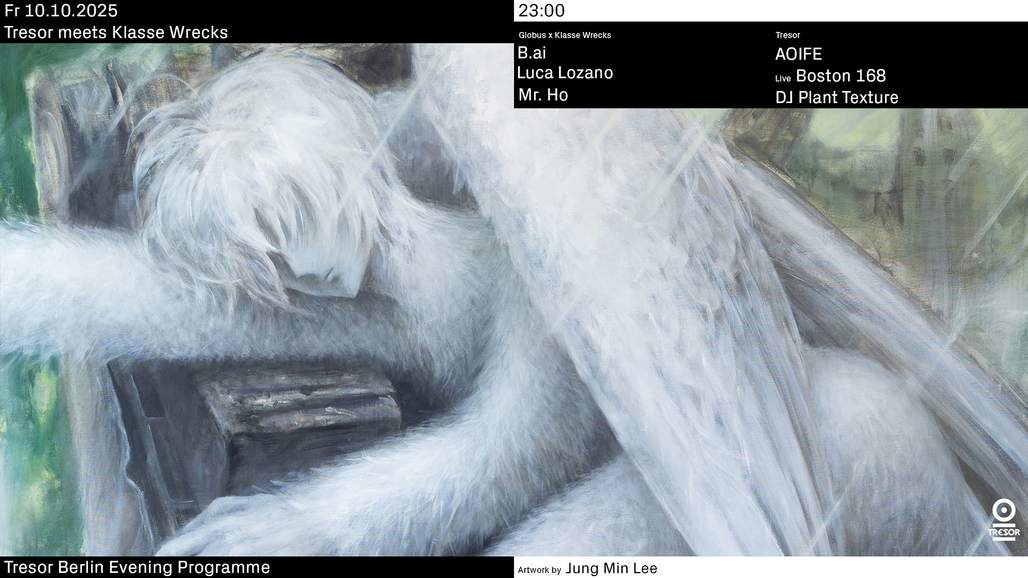 Fr 10.10.2025
Tresor meets Klasse Wrecks
23:00
Globus x Klasse Wrecks
B.ai
Luca Lozano
Mr. Ho
Tresor
AOIFE
Live Boston 168
DJ Plant Texture
TRESOR
Tresor Berlin Evening Programme
Artwork by Jung Min Lee